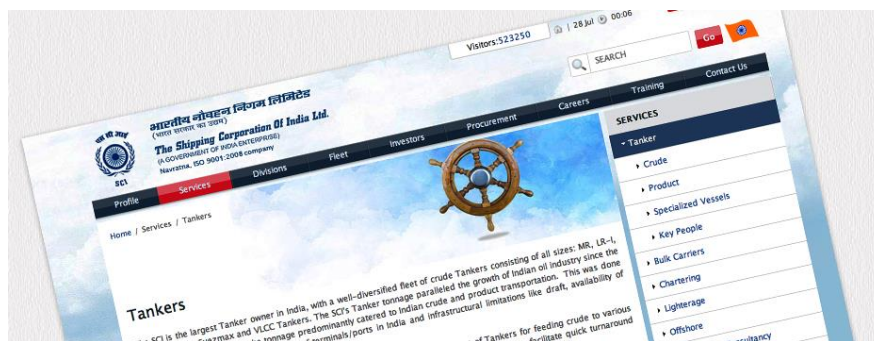 Visitors:523250 | 28 Jul 00:06
SEARCH Go
भारतीय नौवहन निगम लिमिटेड
(भारत सरकार का उद्यम)
The Shipping Corporation Of India Ltd.
(A GOVERNMENT OF INDIA ENTERPRISE)
Navratna, ISO 9001:2008 company
एस सी आई
SCI
Profile Services Divisions Fleet Investors Procurement Careers Training Contact Us
Home / Services / Tankers
Tankers
SCI is the largest Tanker owner in India, with a well-diversified fleet of crude Tankers consisting of all sizes: MR, LR-I,
Suezmax and VLCC Tankers. The SCI's Tanker tonnage paralleled the growth of Indian oil industry since the
tonnage predominantly catered to Indian crude and product transportation. This was done
terminals/ports in India and infrastructural limitations like draft, availability of
of Tankers for feeding crude to various
facilitate quick turnaround
SERVICES
Tanker
Crude
Product
Specialized Vessels
Key People
Bulk Carriers
Chartering
Lighterage
Offshore